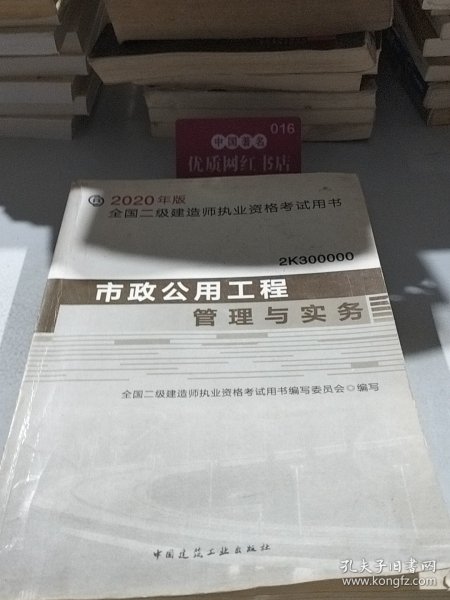 016
中国著名
优质网红书店
2020年版
全国二级建造师执业资格考试用书
2K300000
市政公用工程
管理与实务
全国二级建造师执业资格考试用书编写委员会 编写
中国建筑工业出版社
孔夫子旧书网
www.kongfz.com